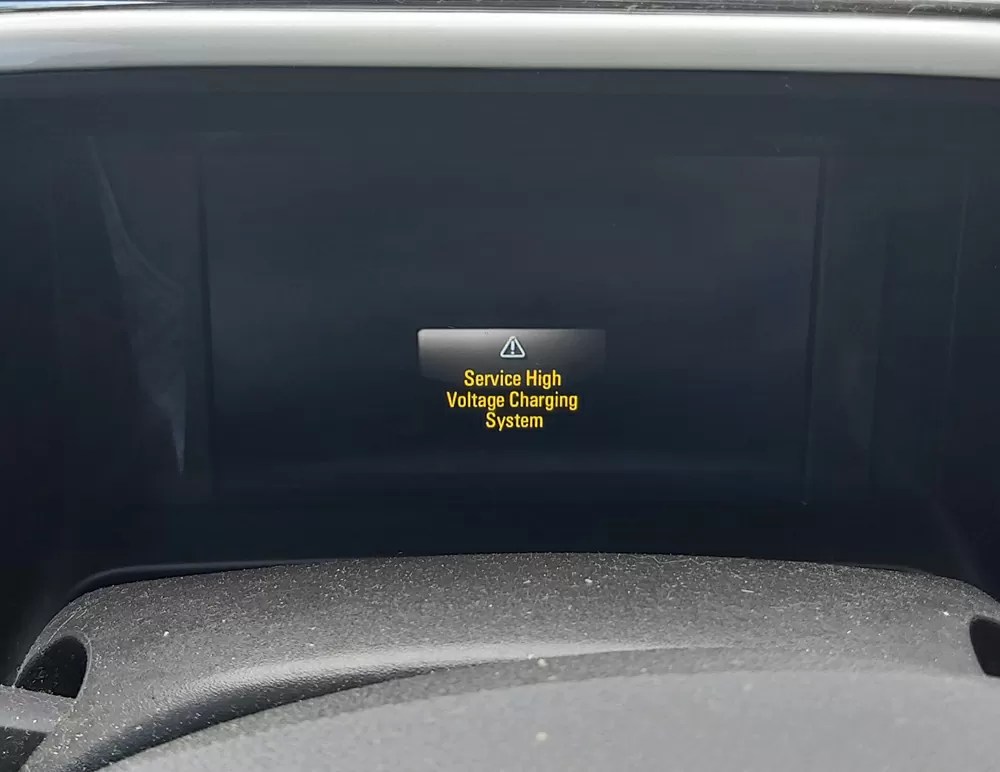 Service High
Voltage Charging
System